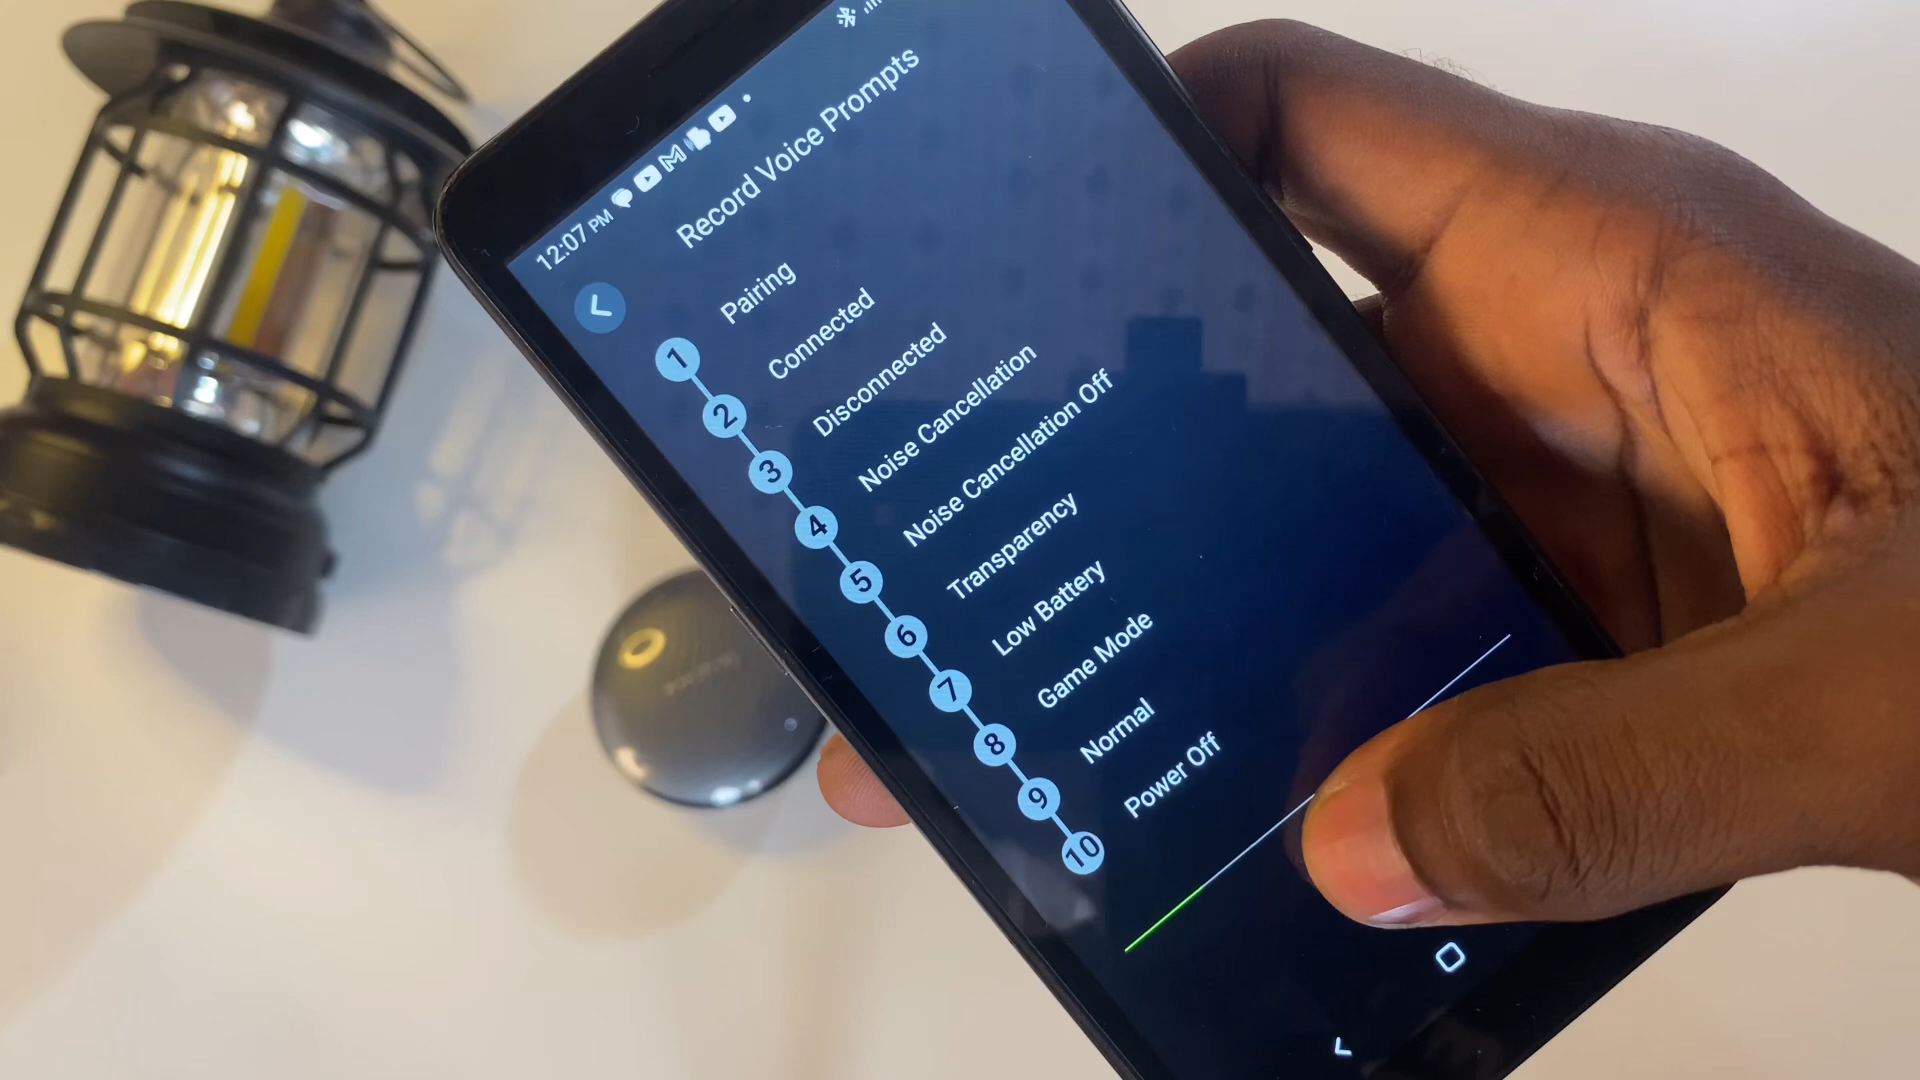 12:07 PM
Record Voice Prompts
1 Pairing
2 Connected
3 Disconnected
4 Noise Cancellation
5 Noise Cancellation Off
6 Transparency
7 Low Battery
8 Game Mode
9 Normal
10 Power Off